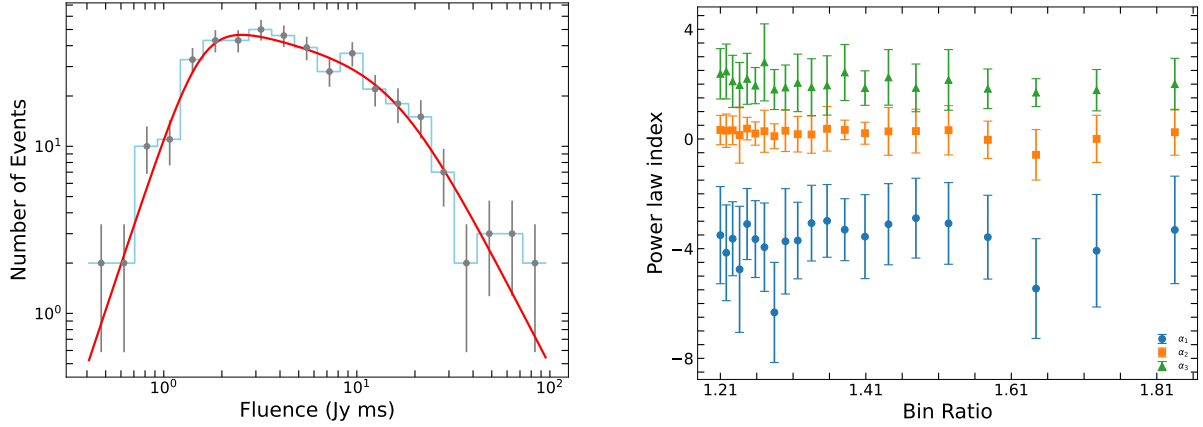 Number of Events
10¹
10⁰
10⁰
10¹
10²
Fluence (Jy ms)
Power law index
4
0
−4
−8
1.21
1.41
1.61
1.81
Bin Ratio
α₁
α₂
α₃